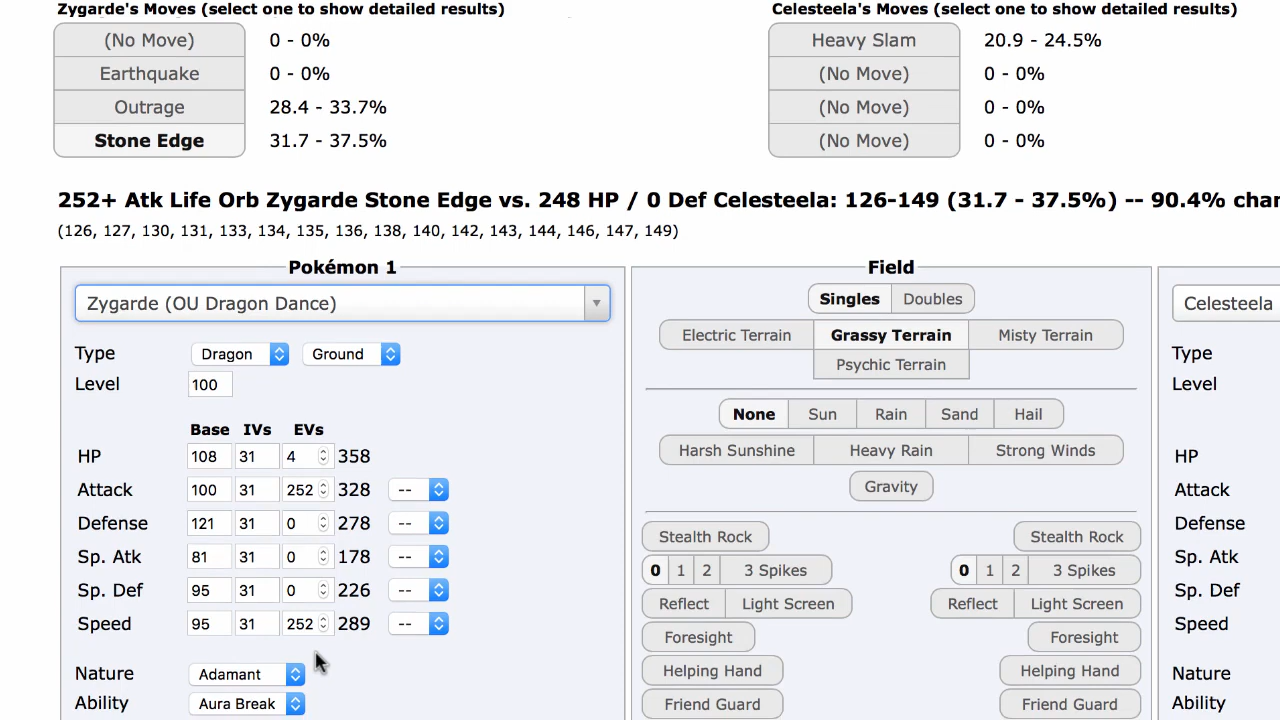 Zygarde's Moves (select one to show detailed results)
Celesteela's Moves (select one to show detailed results)
(No Move) 0 - 0%
Earthquake 0 - 0%
Outrage 28.4 - 33.7%
Stone Edge 31.7 - 37.5%
Heavy Slam 20.9 - 24.5%
(No Move) 0 - 0%
(No Move) 0 - 0%
(No Move) 0 - 0%
252+ Atk Life Orb Zygarde Stone Edge vs. 248 HP / 0 Def Celesteela: 126-149 (31.7 - 37.5%) -- 90.4%
(126, 127, 130, 131, 133, 134, 135, 136, 138, 140, 142, 143, 144, 146, 147, 149)
Pokémon 1
Zygarde (OU Dragon Dance)
Type Dragon Ground
Level 100
Base IVs EVs
HP 108 31 4 358
Attack 100 31 252 328 --
Defense 121 31 0 278 --
Sp. Atk 81 31 0 178 --
Sp. Def 95 31 0 226 --
Speed 95 31 252 289 --
Nature Adamant
Ability Aura Break
Field
Singles Doubles
Electric Terrain Grassy Terrain Misty Terrain
Psychic Terrain
None Sun Rain Sand Hail
Harsh Sunshine Heavy Rain Strong Winds
Gravity
Stealth Rock Stealth Rock
0 1 2 3 Spikes 0 1 2 3 Spikes
Reflect Light Screen Reflect Light Screen
Foresight Foresight
Helping Hand Helping Hand
Friend Guard Friend Guard
Celesteela
Type
Level
HP
Attack
Defense
Sp. Atk
Sp. Def
Speed
Nature
Ability